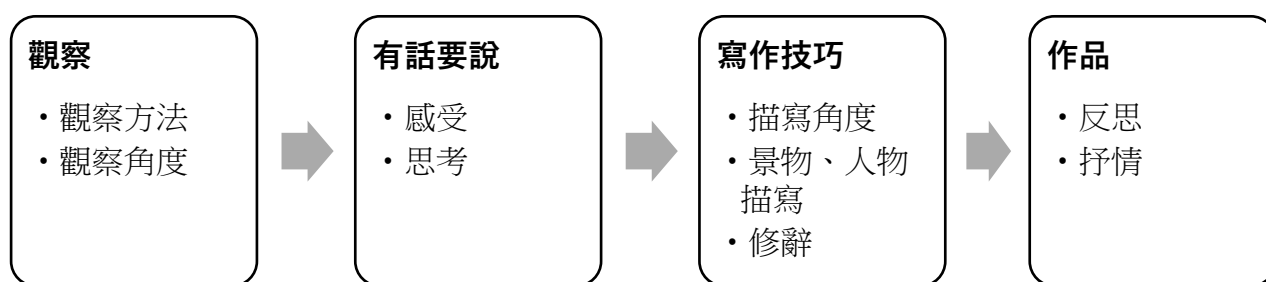 觀察
・觀察方法
・觀察角度
有話要說
・感受
・思考
寫作技巧
・描寫角度
・景物、人物
描寫
・修辭
作品
・反思
・抒情